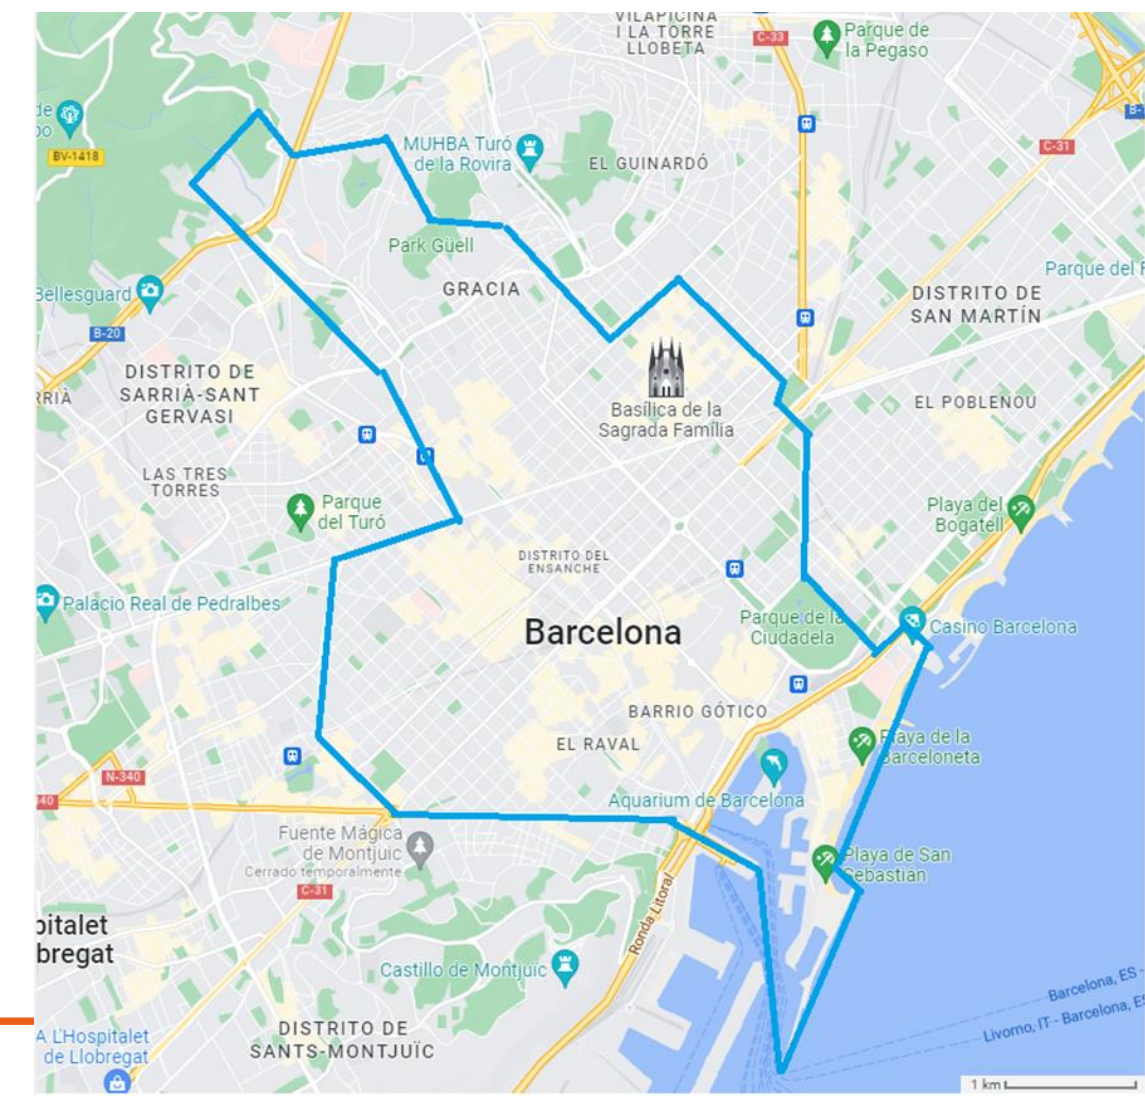 VILAPICINA
I LA TORRE
LLOBETA
C-33
Parque de
la Pegaso
de
bo
BV-1418
MUHBA Turó
de la Rovira
EL GUINARDÓ
C-31
B-
Park Güell
GRACIA
Parque del F
Bellesguard
DISTRITO DE
SAN MARTÍN
B-20
DISTRITO DE
SARRIÀ-SANT
GERVASI
RRIÀ
Basílica de la
Sagrada Família
EL POBLENOU
LAS TRES
TORRES
Parque
del Turó
Playa del
Bogatell
DISTRITO DEL
ENSANCHE
Palacio Real de Pedralbes
Barcelona
Parque de la
Ciudadela
Casino Barcelona
BARRIO GÓTICO
EL RAVAL
Playa de la
Barceloneta
N-340
340
Aquarium de Barcelona
Fuente Mágica
de Montjuic
Cerrado temporalmente
Playa de San
Sebastián
C-31
Ronda Litoral
pitalet
bregat
Castillo de Montjuïc
Barcelona, ES -
Livorno, IT - Barcelona, ES
A L'Hospitalet
de Llobregat
DISTRITO DE
SANTS-MONTJUÏC
1 km